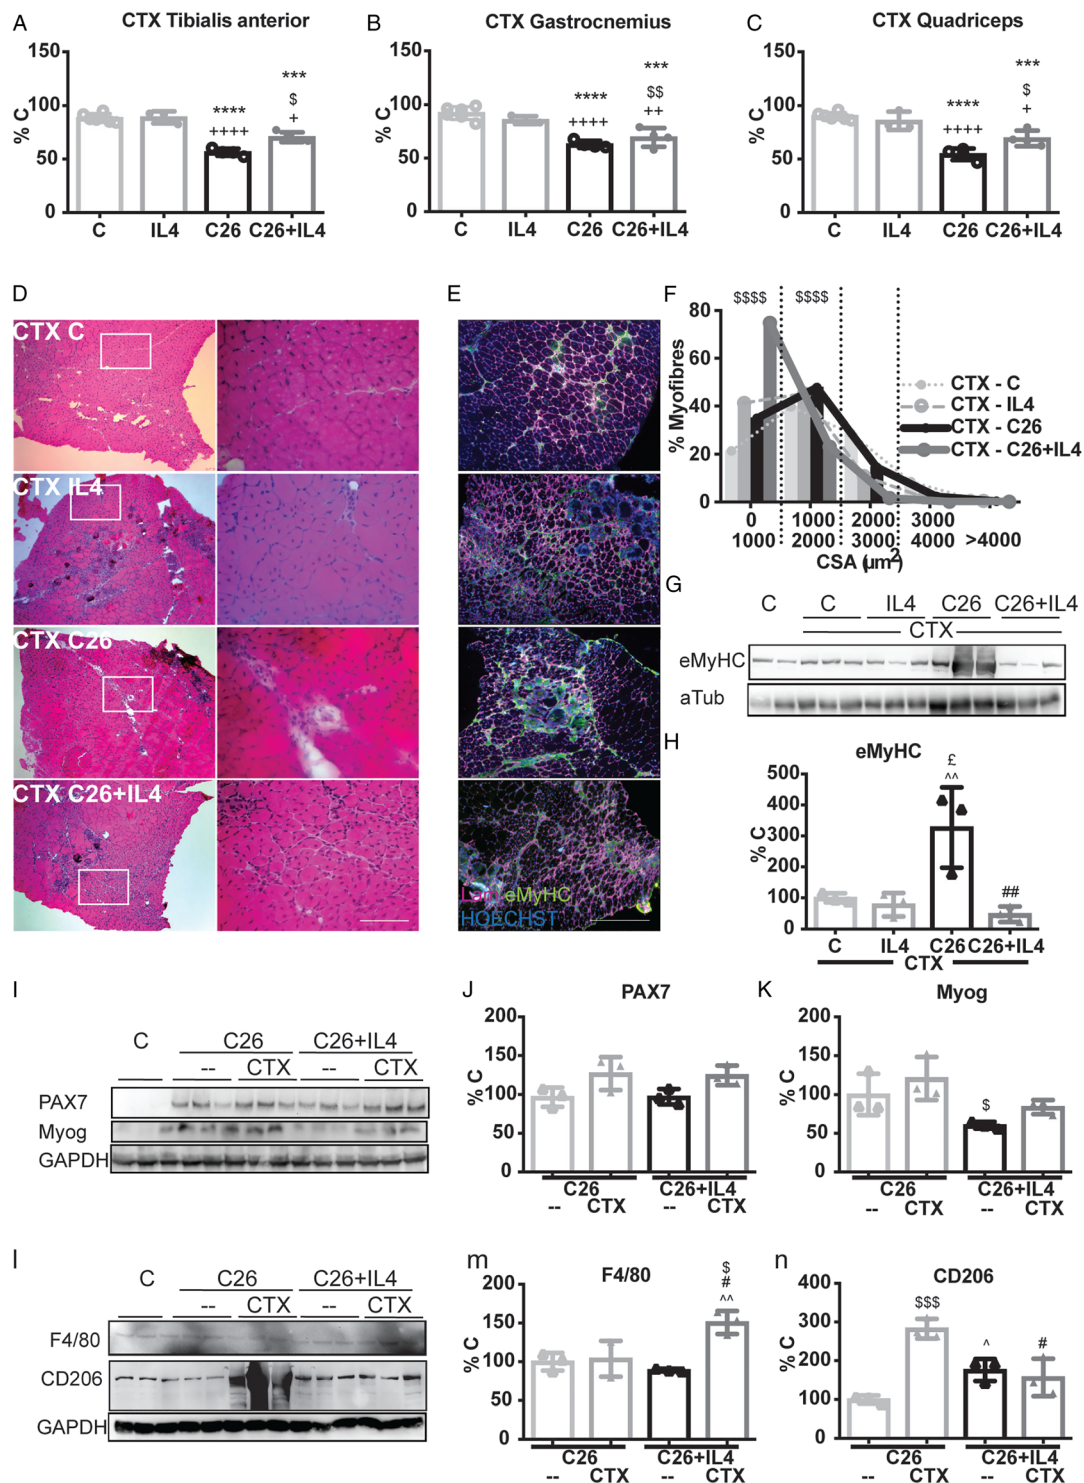 A
CTX Tibialis anterior
150
100
50
0
% C
****
++++
***
$
+
C IL4 C26 C26+IL4
B
CTX Gastrocnemius
150
100
50
0
% C
****
++++
***
$$
++
C IL4 C26 C26+IL4
C
CTX Quadriceps
150
100
50
0
% C
****
++++
***
$
+
C IL4 C26 C26+IL4
D
CTX C
CTX IL4
CTX C26
CTX C26+IL4
E
eMyHC
HOECHST
F
$$$$ $$$$
80
60
40
20
0
% Myofibres
CTX - C
CTX - IL4
CTX - C26
CTX - C26+IL4
0 1000 2000 3000
1000 2000 3000 4000 >4000
CSA (µm²)
G
C C IL4 C26 C26+IL4
CTX
eMyHC
aTub
H
eMyHC
500
400
300
200
100
0
% C
£
^^
##
C IL4 C26 C26+IL4
CTX
I
C C26 C26+IL4
-- CTX -- CTX
PAX7
Myog
GAPDH
J
PAX7
200
150
100
50
0
% C
C26 C26+IL4
-- CTX -- CTX
K
Myog
200
150
100
50
0
% C
$
C26 C26+IL4
-- CTX -- CTX
l
C C26 C26+IL4
-- CTX -- CTX
F4/80
CD206
GAPDH
m
F4/80
200
150
100
50
0
% C
$
#
^^
C26 C26+IL4
-- CTX -- CTX
n
CD206
400
300
200
100
0
% C
$$$
^
#
C26 C26+IL4
-- CTX -- CTX